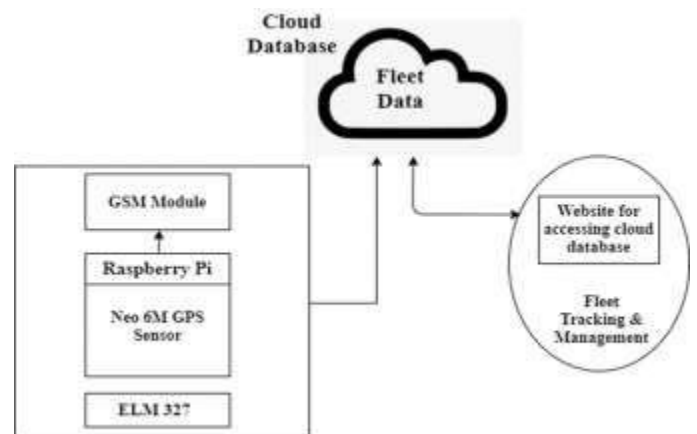 Cloud
Database
Fleet
Data
GSM Module
Raspberry Pi
Neo 6M GPS
Sensor
ELM 327
Website for
accessing cloud
database
Fleet
Tracking &
Management